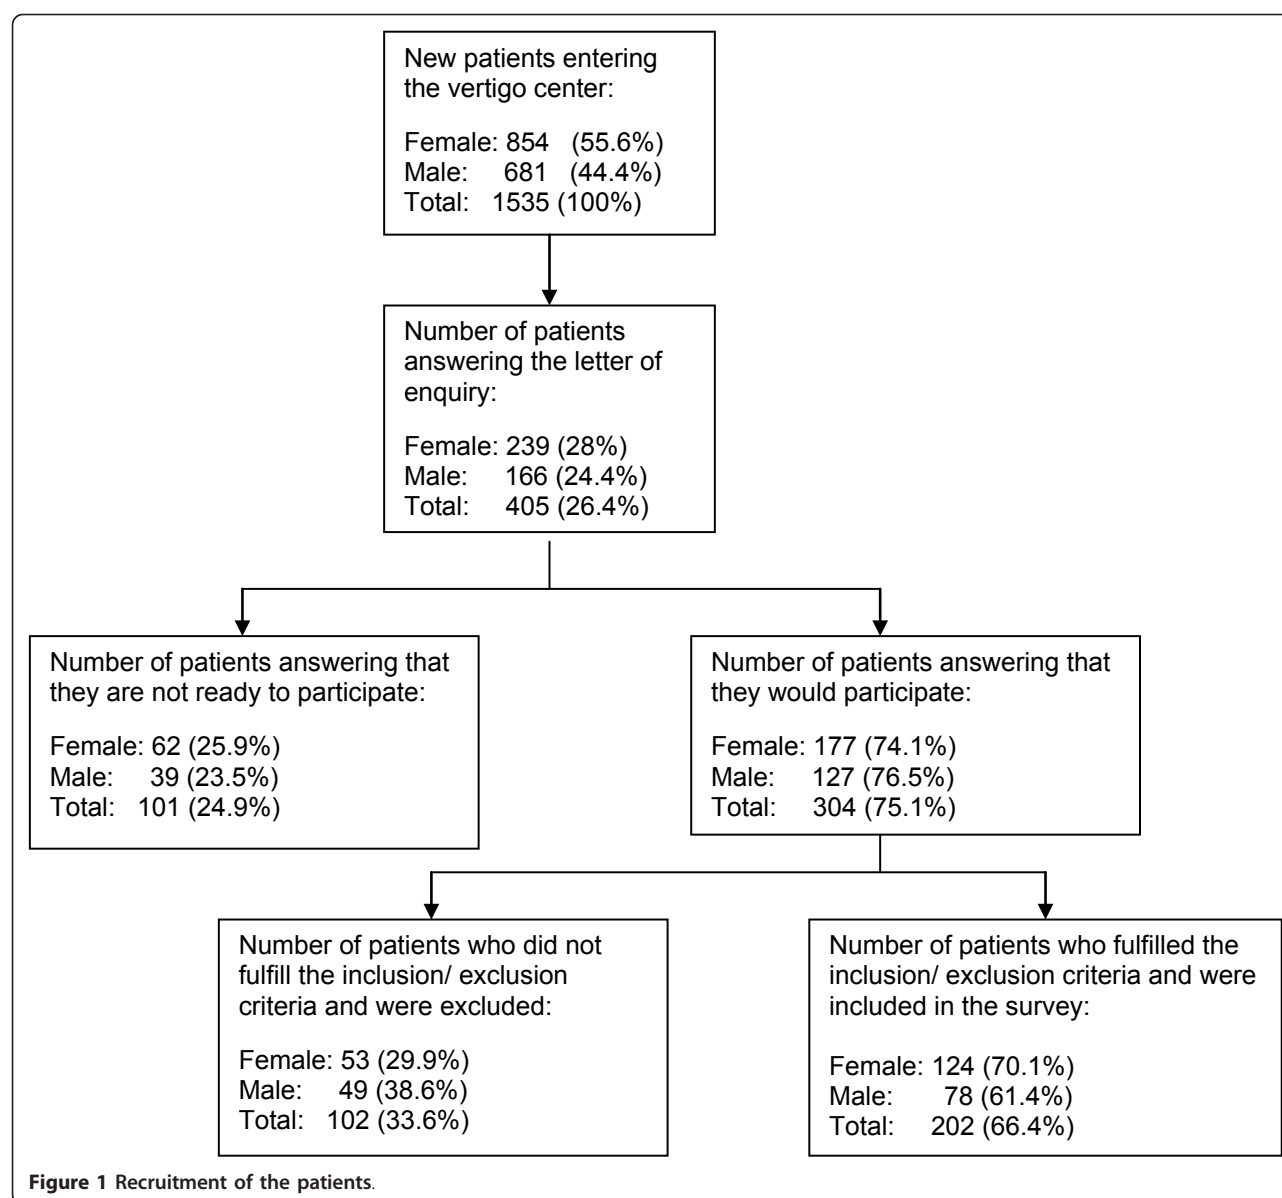 New patients entering
the vertigo center:
Female: 854 (55.6%)
Male: 681 (44.4%)
Total: 1535 (100%)
Number of patients
answering the letter of
enquiry:
Female: 239 (28%)
Male: 166 (24.4%)
Total: 405 (26.4%)
Number of patients answering that
they are not ready to participate:
Female: 62 (25.9%)
Male: 39 (23.5%)
Total: 101 (24.9%)
Number of patients answering that
they would participate:
Female: 177 (74.1%)
Male: 127 (76.5%)
Total: 304 (75.1%)
Number of patients who did not
fulfill the inclusion/ exclusion
criteria and were excluded:
Female: 53 (29.9%)
Male: 49 (38.6%)
Total: 102 (33.6%)
Number of patients who fulfilled the
inclusion/ exclusion criteria and were
included in the survey:
Female: 124 (70.1%)
Male: 78 (61.4%)
Total: 202 (66.4%)
Figure 1 Recruitment of the patients.